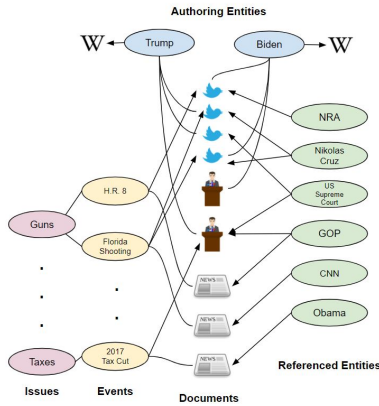 Authoring Entities
W
Trump
Biden
W
NRA
Nikolas
Cruz
H.R. 8
US
Supreme
Court
Guns
Florida
Shooting
GOP
NEWS
CNN
NEWS
Obama
Taxes
2017
Tax Cut
NEWS
Referenced Entities
Issues
Events
Documents